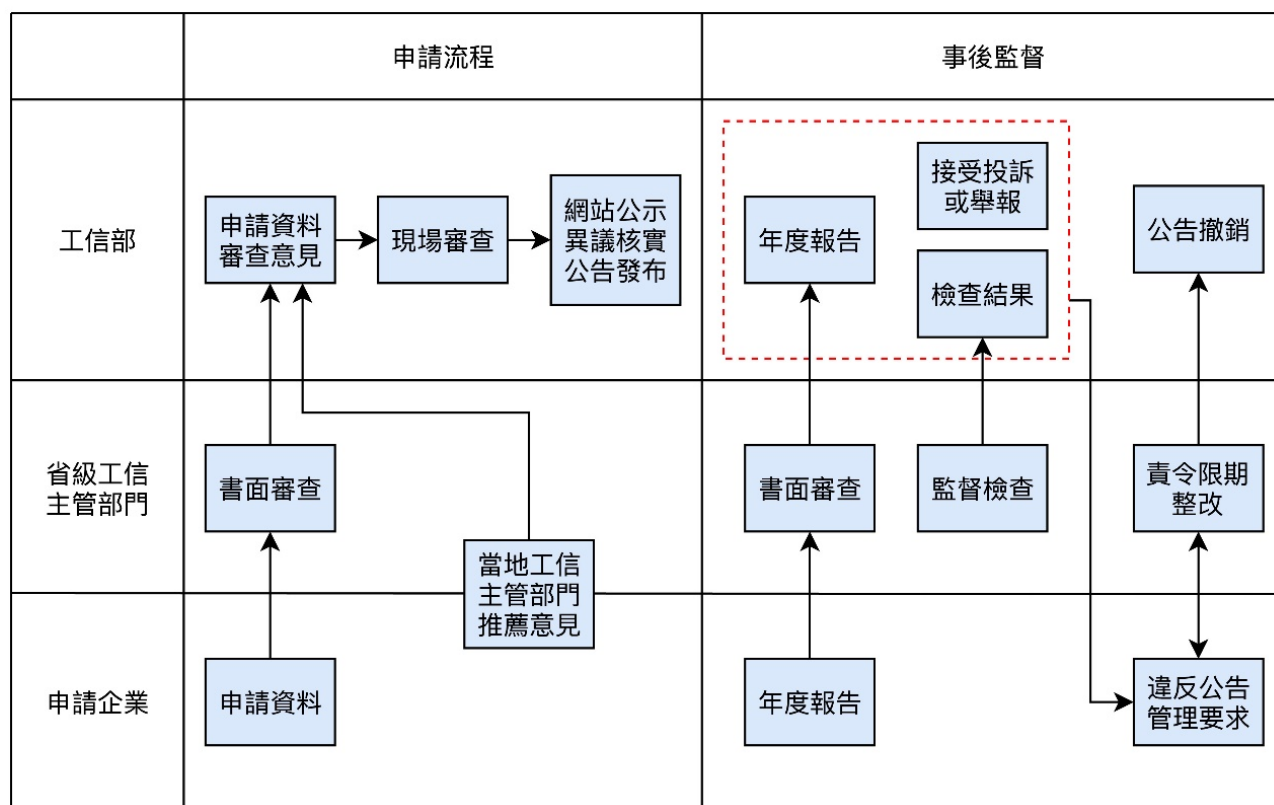 申請流程
事後監督
工信部
申請資料
審查意見
現場審查
網站公示
異議核實
公告發布
年度報告
接受投訴
或舉報
檢查結果
公告撤銷
省級工信
主管部門
書面審查
當地工信
主管部門
推薦意見
書面審查
監督檢查
責令限期
整改
申請企業
申請資料
年度報告
違反公告
管理要求